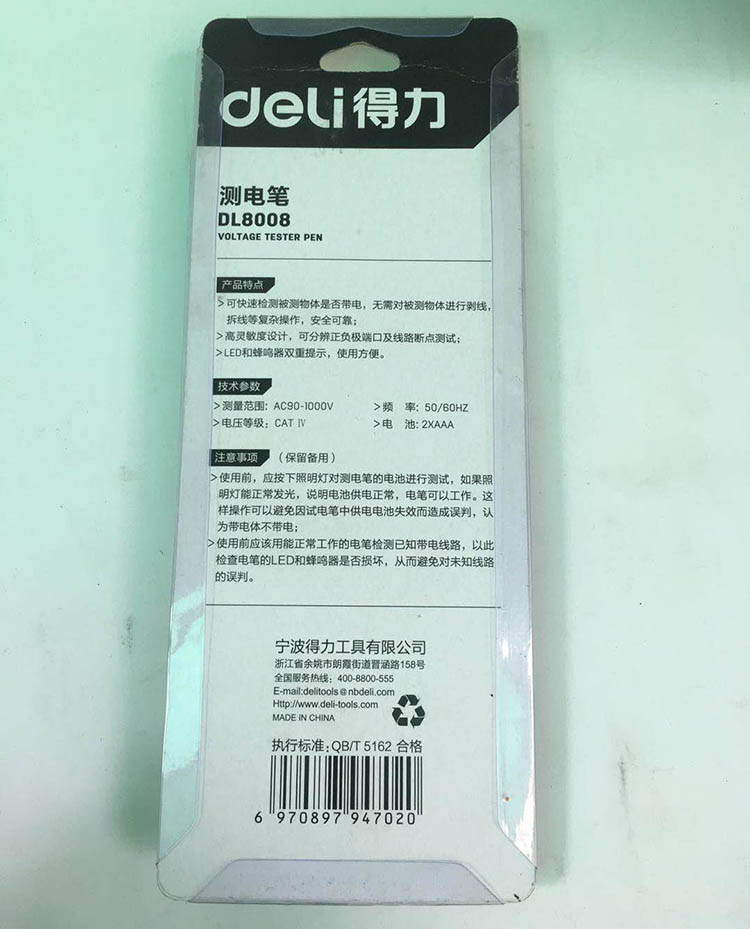 deli得力
测电笔
DL8008
VOLTAGE TESTER PEN
产品特点
>可快速检测被测物体是否带电，无需对被测物体进行剥线，
拆线等复杂操作，安全可靠；
>高灵敏度设计，可分辨正负极端口及线路断点测试；
>LED和蜂鸣器双重提示，使用方便。
技术参数
>测量范围: AC90-1000V >频 率: 50/60HZ
>电压等级: CAT Ⅳ >电 池: 2XAAA
注意事项 （保留备用）
>使用前，应按下照明灯对测电笔的电池进行测试，如果照
明灯能正常发光，说明电池供电正常，电笔可以工作。这
样操作可以避免因试电笔中供电电池失效而造成误判，认
为带电体不带电；
>使用前应该用能正常工作的电笔检测已知带电线路，以此
检查电笔的LED和蜂鸣器是否损坏，从而避免对未知线路
的误判。
宁波得力工具有限公司
浙江省余姚市朗霞街道晋涵路158号
全国服务热线: 400-8800-555
E-mail:delitools@nbdeli.com
Http://www.deli-tools.com
MADE IN CHINA
执行标准: QB/T 5162 合格
6 970897 947020